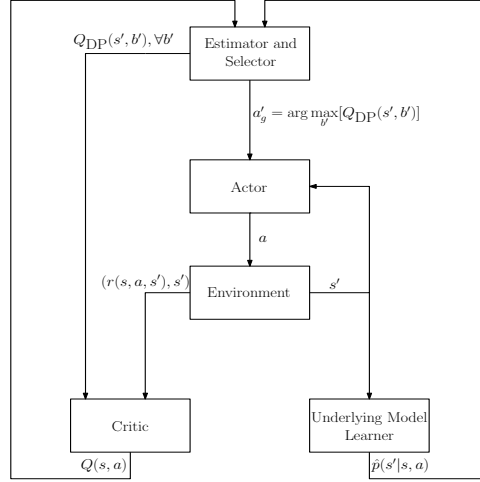 Q_DP(s′, b′), ∀b′
Estimator and
Selector
a′_g = arg max_b′[Q_DP(s′, b′)]
Actor
a
(r(s, a, s′), s′)
Environment
s′
Critic
Underlying Model
Learner
Q(s, a)
p̂(s′|s, a)